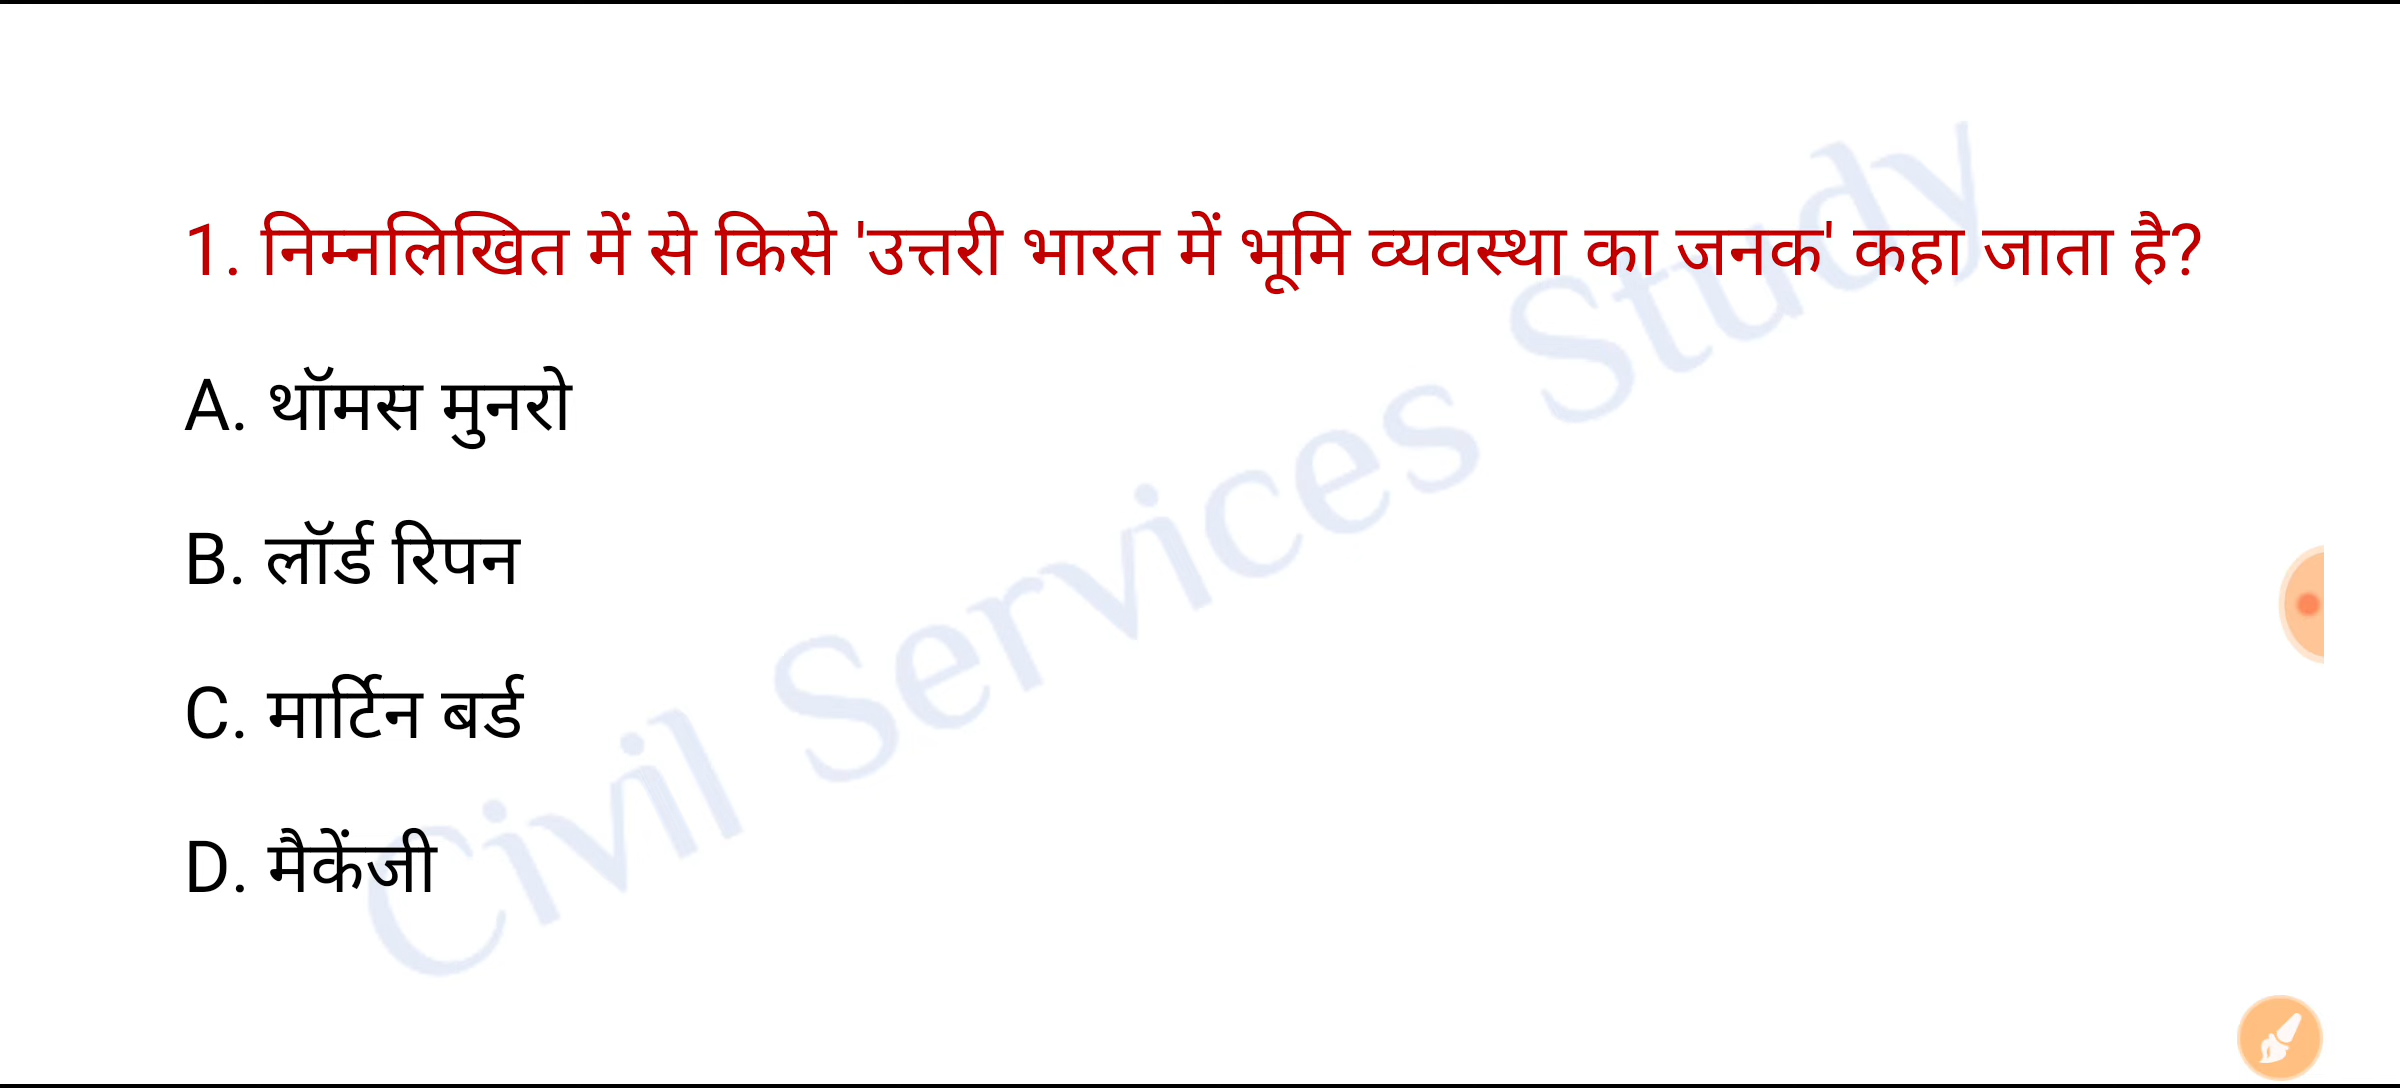 1. निम्नलिखित में से किसे 'उत्तरी भारत में भूमि व्यवस्था का जनक' कहा जाता है?
A. थॉमस मुनरो
B. लॉर्ड रिपन
C. मार्टिन बर्ड
D. मैकेंजी
Civil Services Study